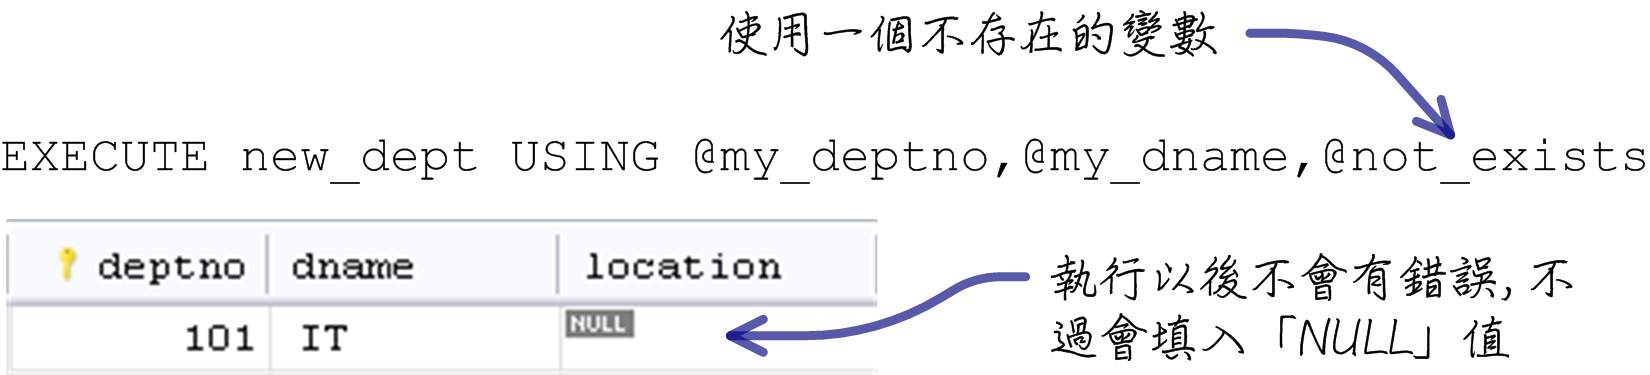 使用一個不存在的變數
EXECUTE new_dept USING @my_deptno,@my_dname,@not_exists
deptno dname location
101 IT NULL
執行以後不會有錯誤,不
過會填入「NULL」值